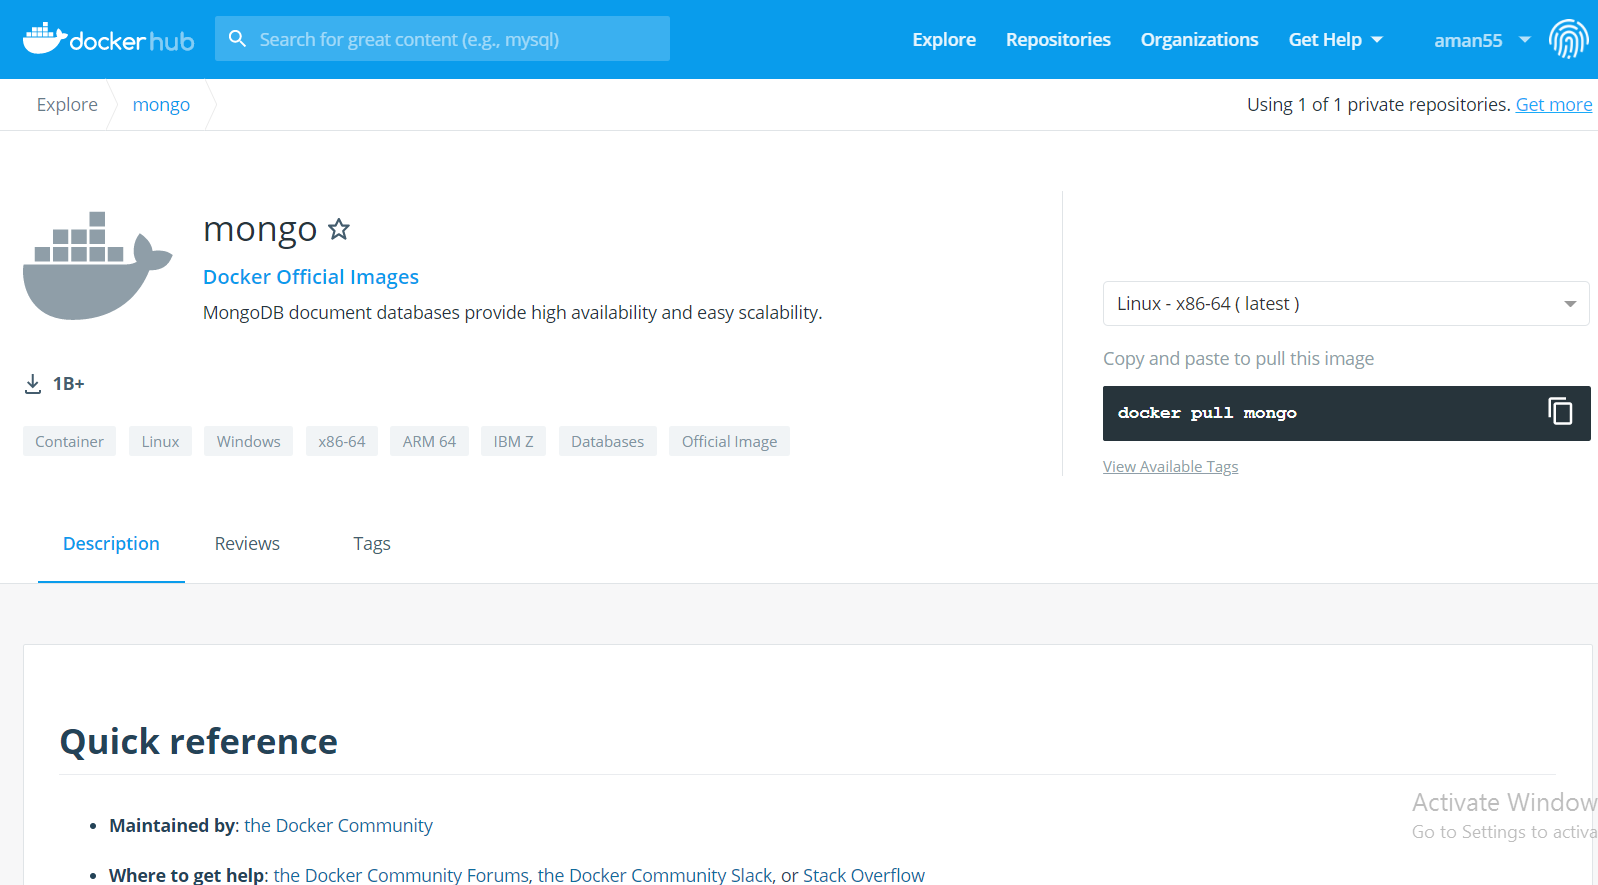 dockerhub
Search for great content (e.g., mysql)
Explore Repositories Organizations Get Help aman55
Explore mongo
Using 1 of 1 private repositories. Get more
mongo
Docker Official Images
MongoDB document databases provide high availability and easy scalability.
1B+
Container Linux Windows x86-64 ARM 64 IBM Z Databases Official Image
Linux - x86-64 ( latest )
Copy and paste to pull this image
docker pull mongo
View Available Tags
Description Reviews Tags
Quick reference
Maintained by: the Docker Community
Where to get help: the Docker Community Forums, the Docker Community Slack, or Stack Overflow
Activate Window
Go to Settings to activa